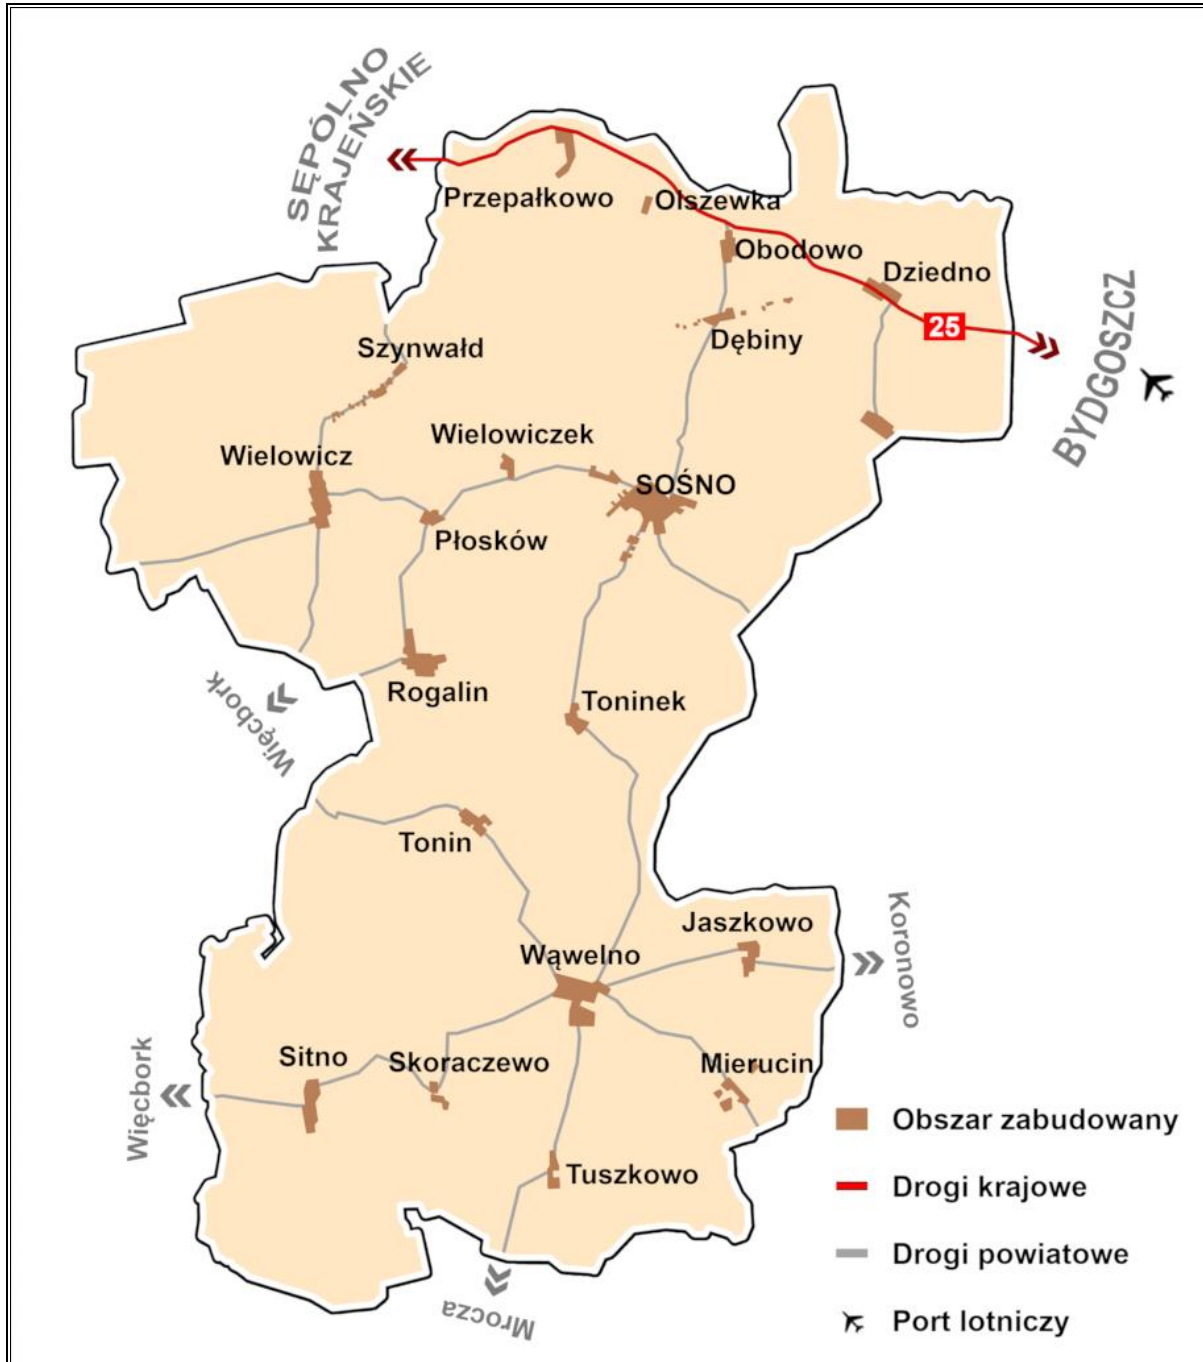 SĘPÓLNO
KRAJEŃSKIE
Przepałkowo
Olszewka
Obodowo
Dziedno
25
BYDGOSZCZ
Dębiny
Szynwałd
Wielowiczek
Wielowicz
SOŚNO
Płosków
Rogalin
Toninek
Więcbork
Tonin
Jaszkowo
Wąwelno
Koronowo
Sitno
Skoraczewo
Mierucin
Więcbork
Tuszkowo
Mrocza
Obszar zabudowany
Drogi krajowe
Drogi powiatowe
Port lotniczy